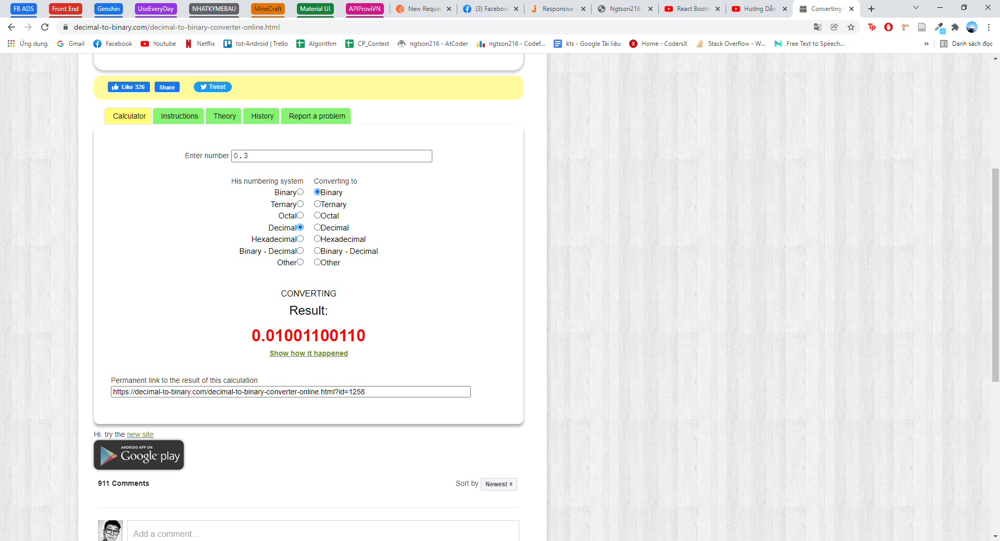 FB ADS Front End Genshin UseEveryDay NHATKYMEBAU MineCraft Material UI APIProviVN New Reques (3) Facebook Responsive Ngtson216 React Boots Hướng Dẫn Converting
decimal-to-binary.com/decimal-to-binary-converter-online.html
Ứng dụng Gmail Facebook Youtube Netflix Iot-Android | Trello Algorithm CP_Contest ngtson216 - AtCoder ngtson216 - Codef... kts - Google Tài liệu Home - CodersX Stack Overflow - W... Free Text to Speech... » Danh sách đọc
Like 326 Share Tweet
Calculator Instructions Theory History Report a problem
Enter number 0.3
His numbering system Converting to
Binary Binary
Ternary Ternary
Octal Octal
Decimal Decimal
Hexadecimal Hexadecimal
Binary - Decimal Binary - Decimal
Other Other
CONVERTING
Result:
0.01001100110
Show how it happened
Permanent link to the result of this calculation
https://decimal-to-binary.com/decimal-to-binary-converter-online.html?id=1258
Hi. try the new site
ANDROID APP ON
Google play
911 Comments Sort by Newest
Add a comment...